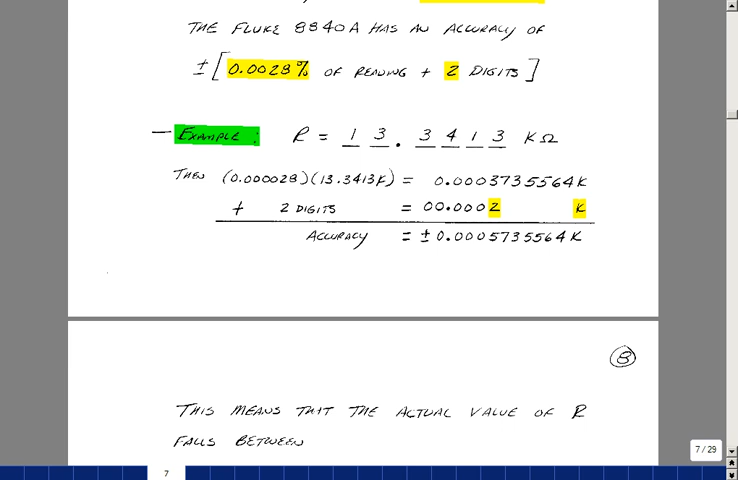 THE FLUKE 8840A HAS AN ACCURACY OF
± [ 0.0028% OF READING + 2 DIGITS ]
— EXAMPLE: R = 1 3 . 3 4 1 3 KΩ
THEN (0.000028)(13.3413K) = 0.0003735564K
+ 2 DIGITS = 00.0002 K
ACCURACY = ± 0.0005735564K
8
THIS MEANS THAT THE ACTUAL VALUE OF R
FALLS BETWEEN
7 / 29
7